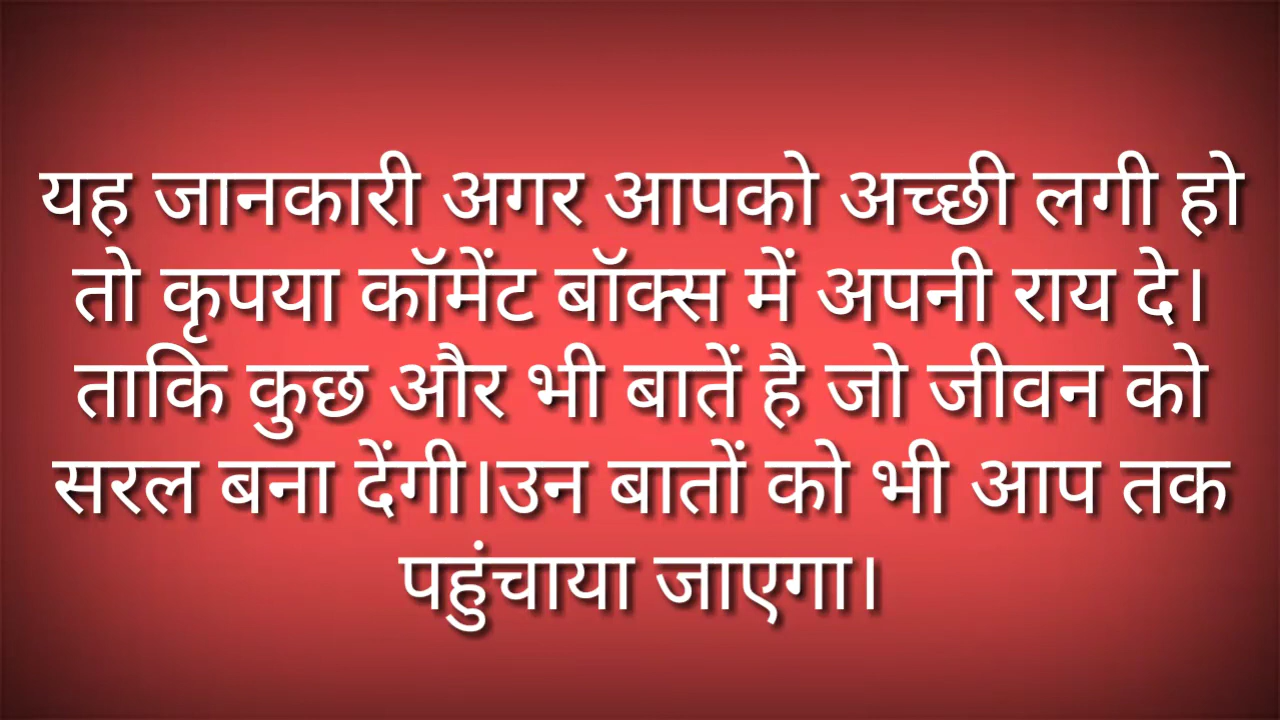 यह जानकारी अगर आपको अच्छी लगी हो
तो कृपया कॉमेंट बॉक्स में अपनी राय दे।
ताकि कुछ और भी बातें है जो जीवन को
सरल बना देंगी।उन बातों को भी आप तक
पहुंचाया जाएगा।